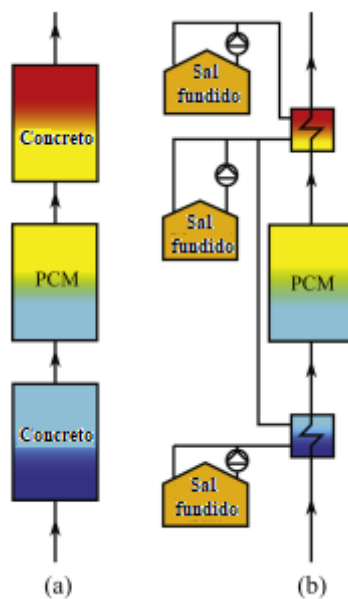 Concreto
PCM
Concreto
(a)
Sal
fundido
Sal
fundido
PCM
Sal
fundido
(b)